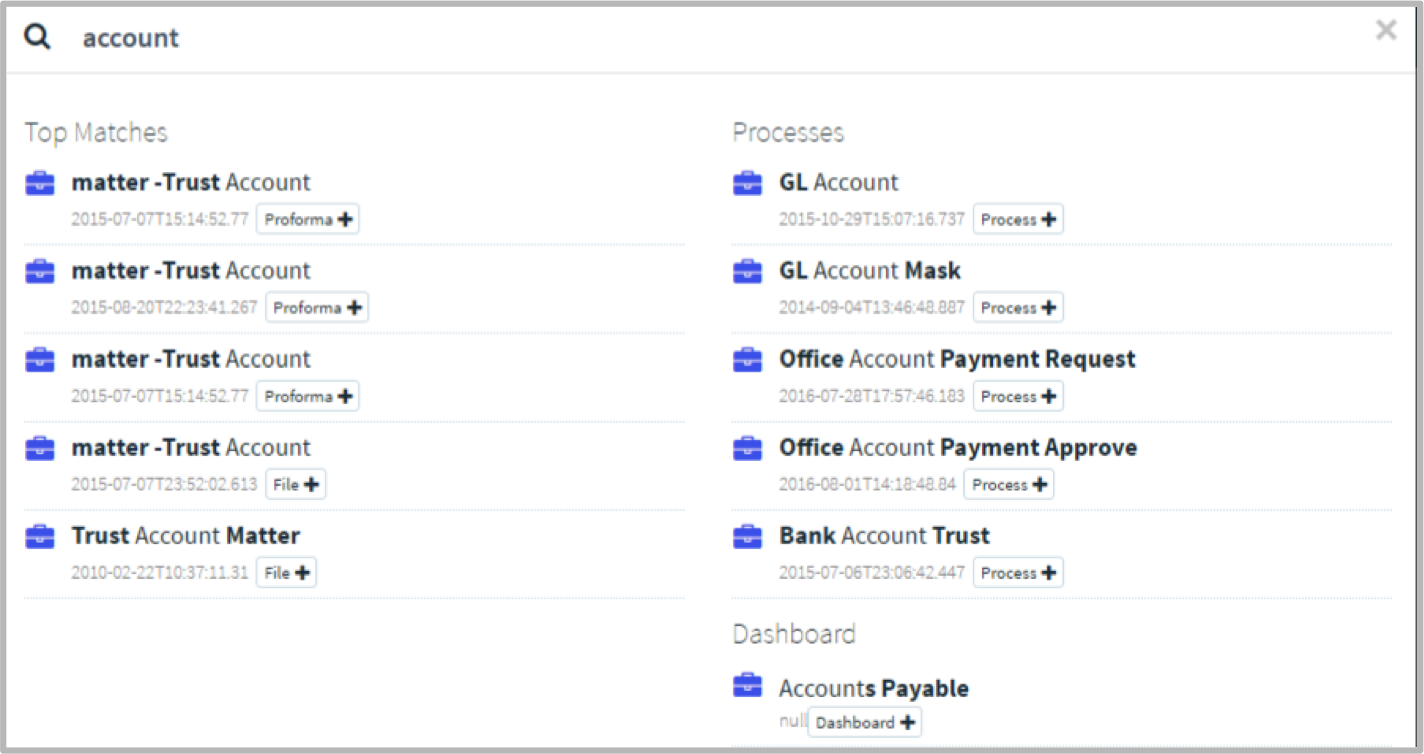 account
Top Matches
matter -Trust Account
2015-07-07T15:14:52.77 Proforma
matter -Trust Account
2015-08-20T22:23:41.267 Proforma
matter -Trust Account
2015-07-07T15:14:52.77 Proforma
matter -Trust Account
2015-07-07T23:52:02.613 File
Trust Account Matter
2010-02-22T10:37:11.31 File
Processes
GL Account
2015-10-29T15:07:16.737 Process
GL Account Mask
2014-09-04T13:46:48.887 Process
Office Account Payment Request
2016-07-28T17:57:46.183 Process
Office Account Payment Approve
2016-08-01T14:18:48.84 Process
Bank Account Trust
2015-07-06T23:06:42.447 Process
Dashboard
Accounts Payable
null Dashboard